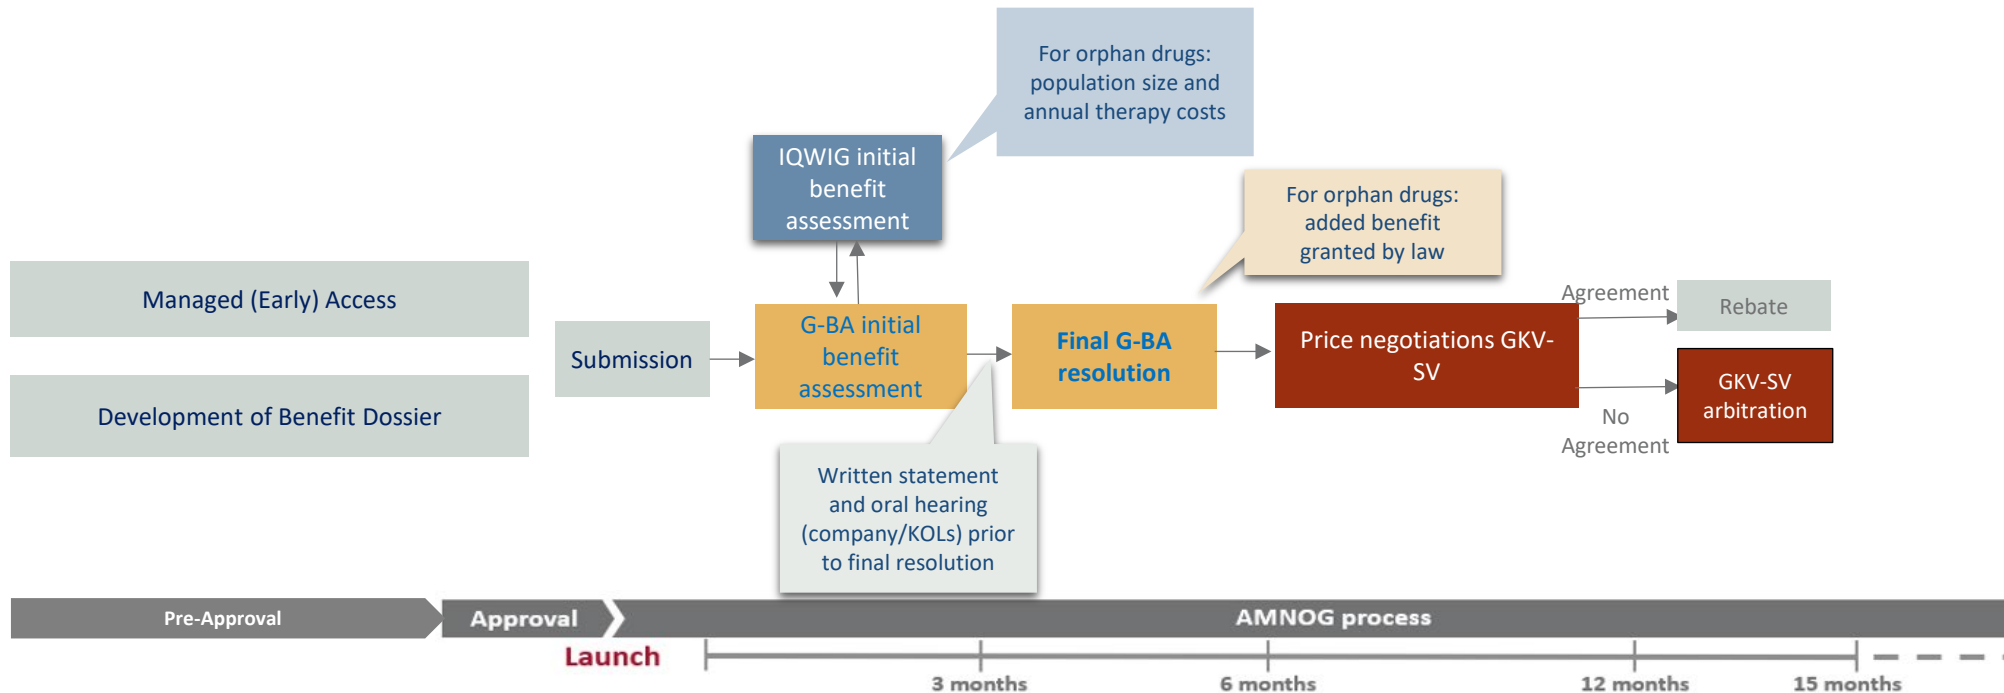 For orphan drugs:
population size and
annual therapy costs
IQWIG initial
benefit
assessment
For orphan drugs:
added benefit
granted by law
Managed (Early) Access
Development of Benefit Dossier
Submission
G-BA initial
benefit
assessment
Final G-BA
resolution
Price negotiations GKV-
SV
Agreement
Rebate
No
Agreement
GKV-SV
arbitration
Written statement
and oral hearing
(company/KOLs) prior
to final resolution
Pre-Approval
Approval
AMNOG process
Launch
3 months
6 months
12 months
15 months